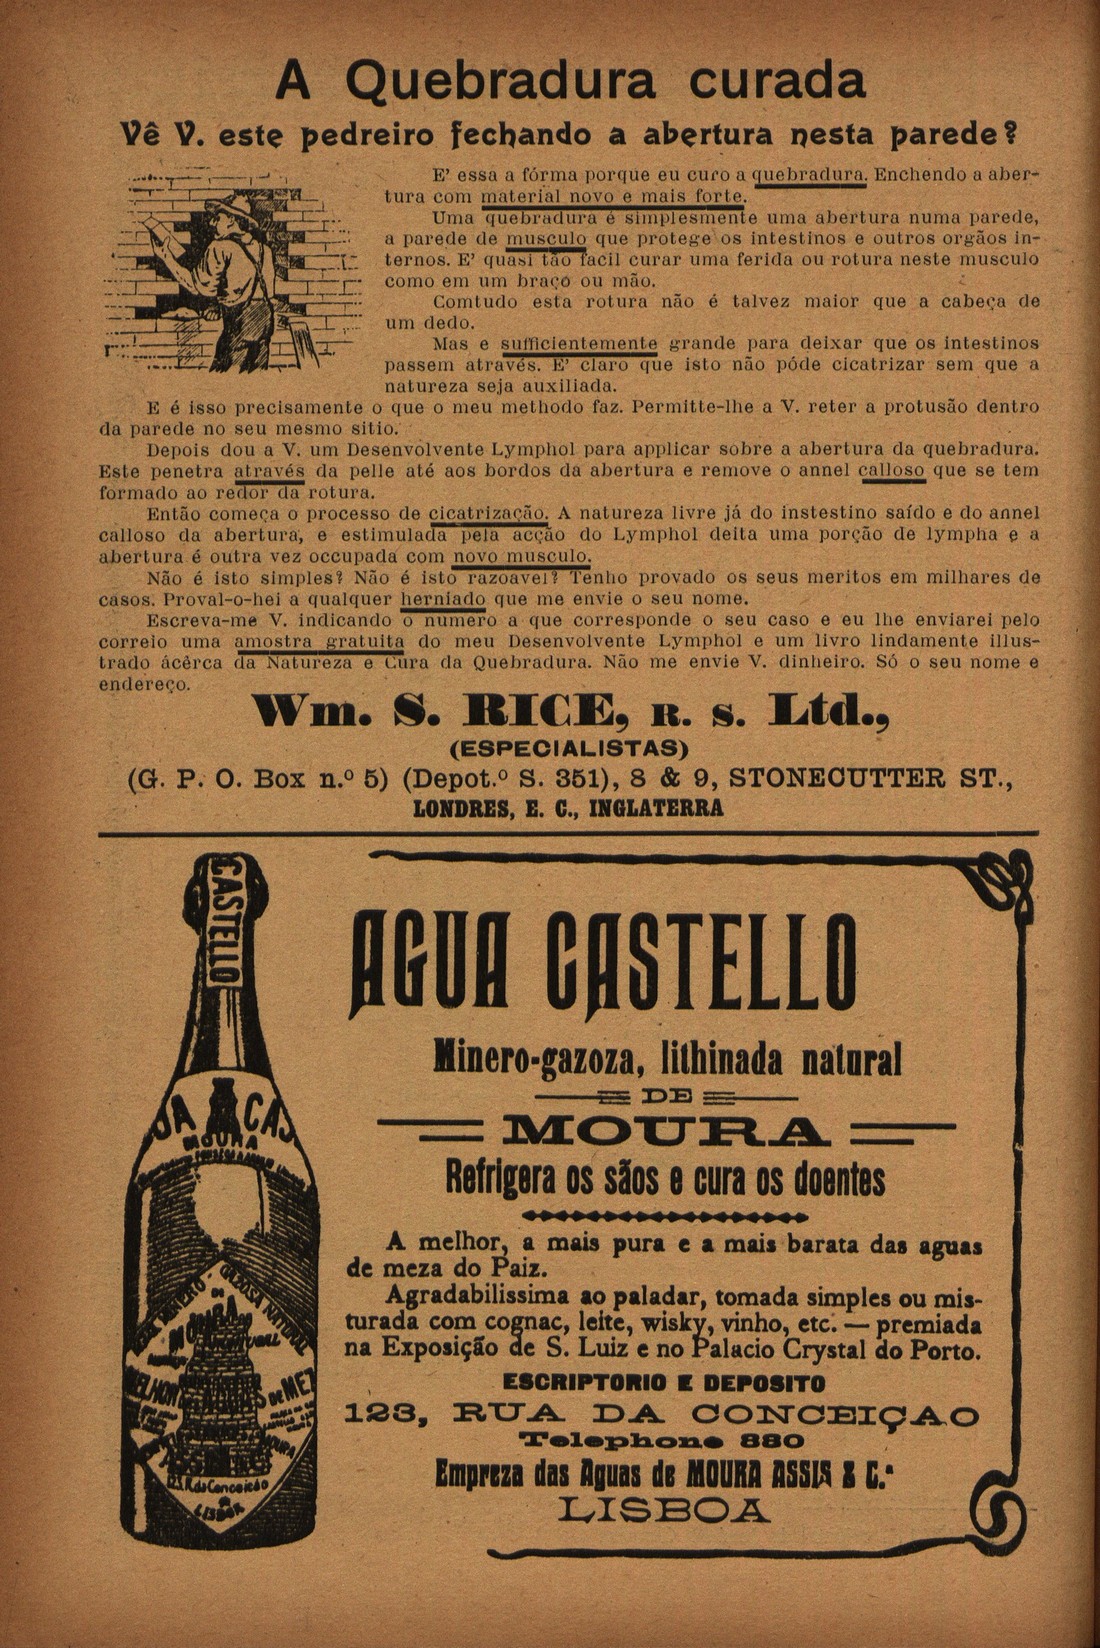 A Quebradura curada
Vê V. este pedreiro fechando a abertura nesta parede?
E' essa a fórma porque eu curo a quebradura. Enchendo a aber-
tura com material novo e mais forte.
Uma quebradura é simplesmente uma abertura numa parede,
a parede de musculo que protege os intestinos e outros orgãos in-
ternos. E' quasi tão facil curar uma ferida ou rotura neste musculo
como em um braço ou mão.
Comtudo esta rotura não é talvez maior que a cabeça de
um dedo.
Mas e sufficientemente grande para deixar que os intestinos
passem através. E' claro que isto não póde cicatrizar sem que a
natureza seja auxiliada.
E é isso precisamente o que o meu methodo faz. Permitte-lhe a V. reter a protusão dentro
da parede no seu mesmo sitio.
Depois dou a V. um Desenvolvente Lymphol para applicar sobre a abertura da quebradura.
Este penetra através da pelle até aos bordos da abertura e remove o annel calloso que se tem
formado ao redor da rotura.
Então começa o processo de cicatrização. A natureza livre já do instestino saído e do annel
calloso da abertura, e estimulada pela acção do Lymphol deita uma porção de lympha e a
abertura é outra vez occupada com novo musculo.
Não é isto simples? Não é isto razoavel? Tenho provado os seus meritos em milhares de
casos. Proval-o-hei a qualquer herniado que me envie o seu nome.
Escreva-me V. indicando o numero a que corresponde o seu caso e eu lhe enviarei pelo
correio uma amostra gratuita do meu Desenvolvente Lymphol e um livro lindamente illus-
trado ácêrca da Natureza e Cura da Quebradura. Não me envie V. dinheiro. Só o seu nome e
endereço.
Wm. S. RICE, R. S. Ltd.,
(ESPECIALISTAS)
(G. P. O. Box n.º 5) (Depot.º S. 351), 8 & 9, STONECUTTER ST.,
LONDRES, E. C., INGLATERRA
CASTELLO
MOURA
AGUA CASTELLO
Minero-gazoza, lithinada natural
DE
MOURA
Refrigera os sãos e cura os doentes
A melhor, a mais pura e a mais barata das aguas
de meza do Paiz.
Agradabilissima ao paladar, tomada simples ou mis-
turada com cognac, leite, wisky, vinho, etc. — premiada
na Exposição de S. Luiz e no Palacio Crystal do Porto.
ESCRIPTORIO E DEPOSITO
123, RUA DA CONCEIÇAO
Telephone 880
Empreza das Aguas de MOURA ASSIS & C.ª
LISBOA
MINERO-GAZOSA NATURAL
DE
MOURA
R. da Conceicão
LISBOA